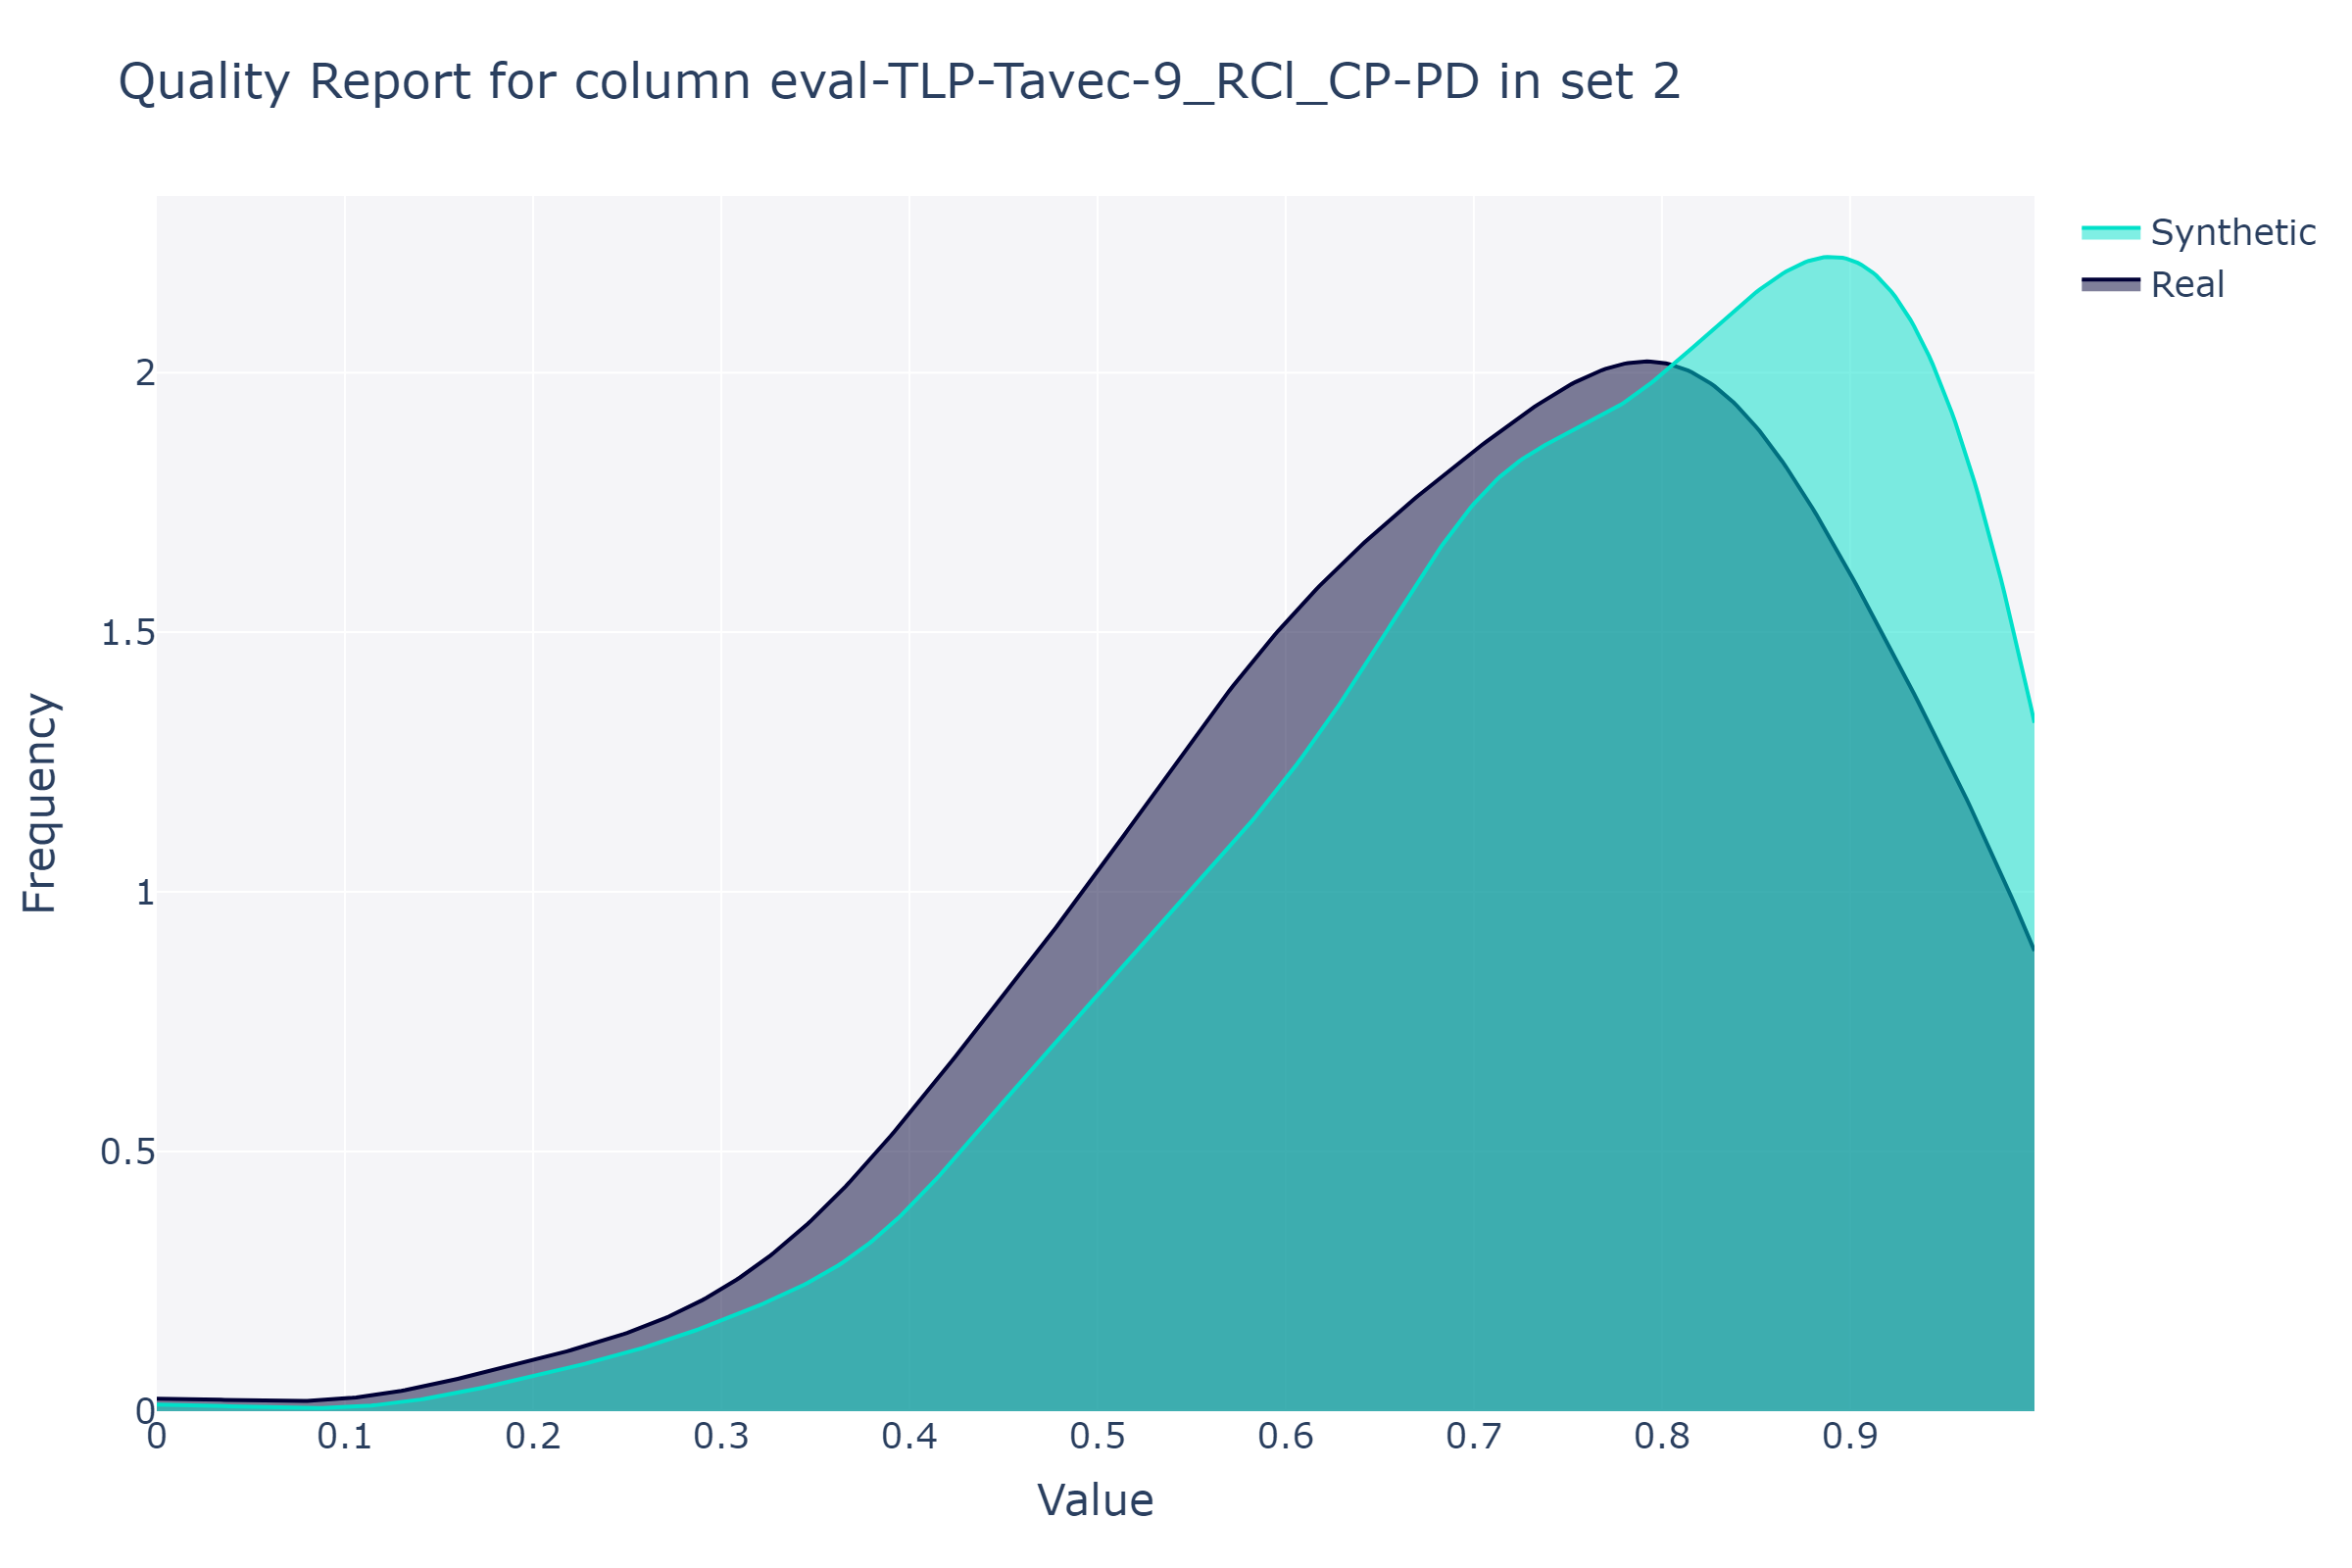 Quality Report for column eval-TLP-Tavec-9_RCl_CP-PD in set 2
Synthetic
Real
Frequency
2
1.5
1
0.5
0
0 0.1 0.2 0.3 0.4 0.5 0.6 0.7 0.8 0.9
Value